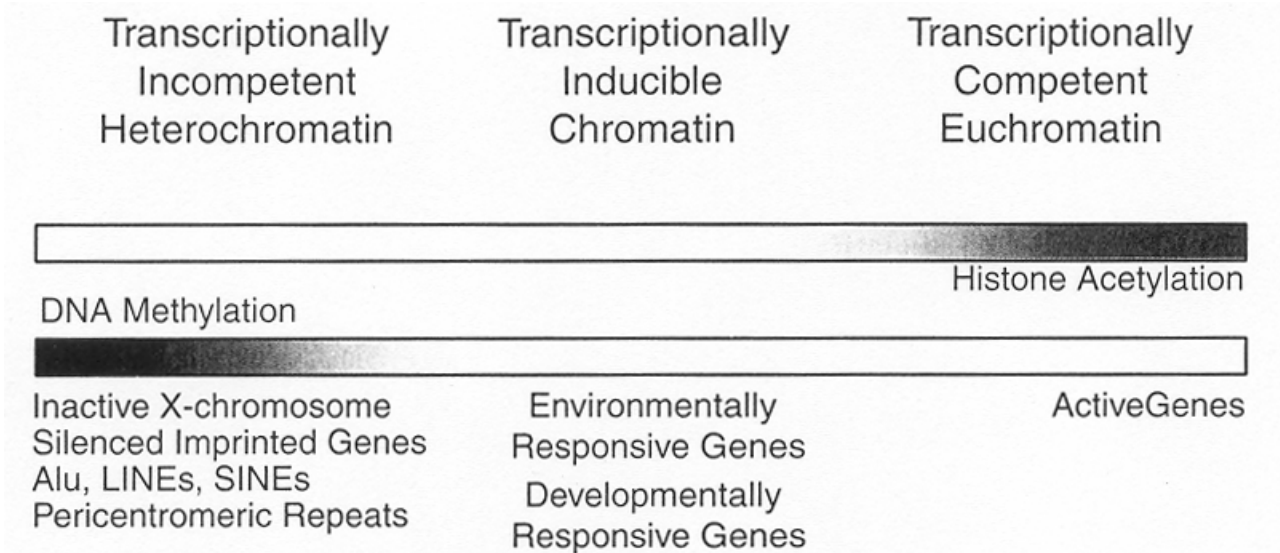 Transcriptionally
Incompetent
Heterochromatin
Transcriptionally
Inducible
Chromatin
Transcriptionally
Competent
Euchromatin
Histone Acetylation
DNA Methylation
Inactive X-chromosome
Silenced Imprinted Genes
Alu, LINEs, SINEs
Pericentromeric Repeats
Environmentally
Responsive Genes
Developmentally
Responsive Genes
ActiveGenes